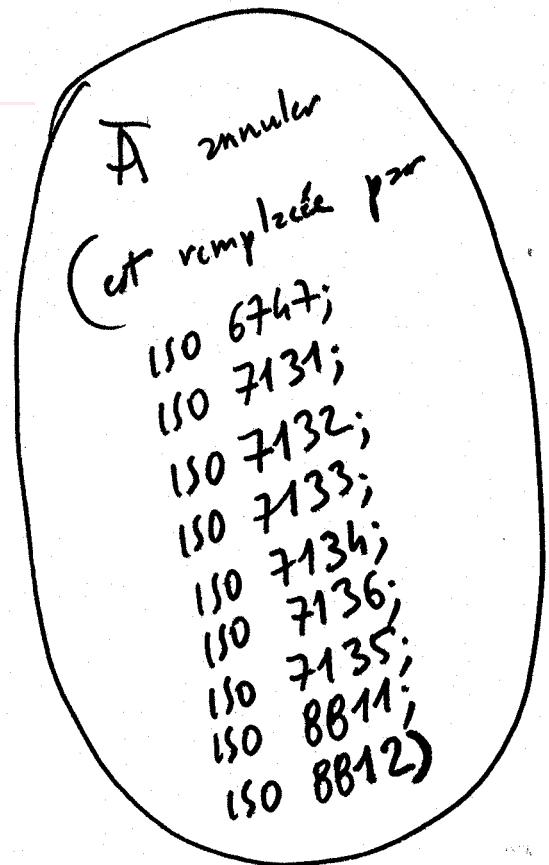 À annuler
(est remplacée par
ISO 6747;
ISO 7131;
ISO 7132;
ISO 7133;
ISO 7134;
ISO 7136;
ISO 7135;
ISO 8811;
ISO 8812)